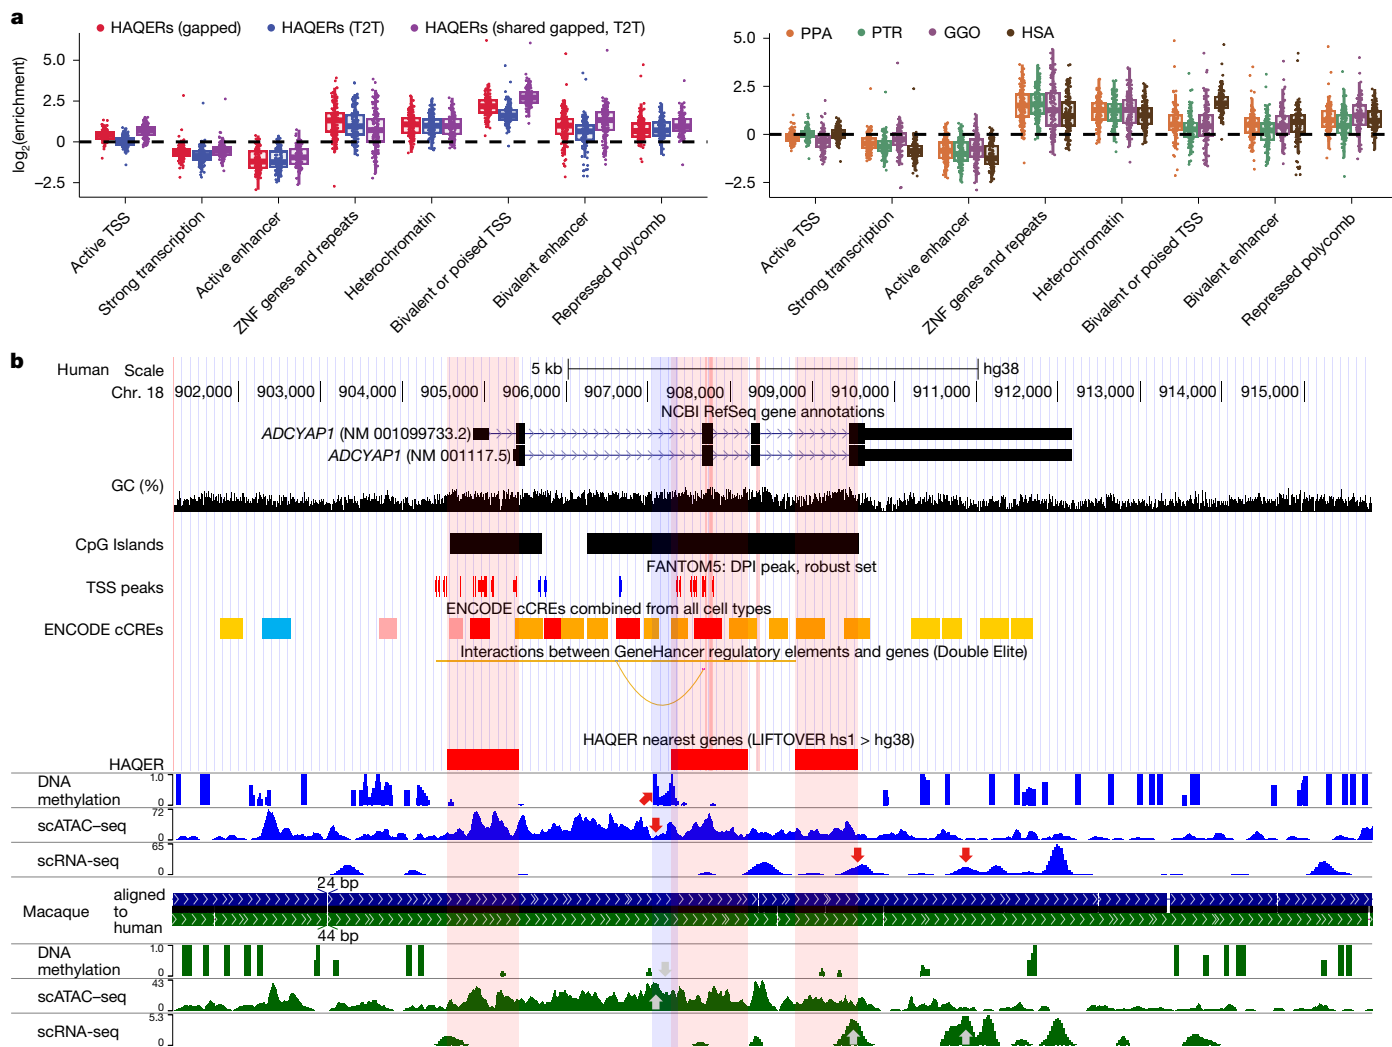 a
HAQERs (gapped) HAQERs (T2T) HAQERs (shared gapped, T2T)
log2(enrichment)
5.0
2.5
0
–2.5
Active TSS
Strong transcription
Active enhancer
ZNF genes and repeats
Heterochromatin
Bivalent or poised TSS
Bivalent enhancer
Repressed polycomb
PPA PTR GGO HSA
5.0
2.5
0
–2.5
Active TSS
Strong transcription
Active enhancer
ZNF genes and repeats
Heterochromatin
Bivalent or poised TSS
Bivalent enhancer
Repressed polycomb
b
Human Scale 5 kb hg38
Chr. 18 902,000 903,000 904,000 905,000 906,000 907,000 908,000 909,000 910,000 911,000 912,000 913,000 914,000 915,000
NCBI RefSeq gene annotations
ADCYAP1 (NM 001099733.2)
ADCYAP1 (NM 001117.5)
GC (%)
CpG Islands
FANTOM5: DPI peak, robust set
TSS peaks
ENCODE cCREs combined from all cell types
ENCODE cCREs
Interactions between GeneHancer regulatory elements and genes (Double Elite)
HAQER nearest genes (LIFTOVER hs1 > hg38)
HAQER
DNA methylation 1.0 0
scATAC–seq 72 0
scRNA-seq 65 0
24 bp
Macaque aligned to human
44 bp
DNA methylation 1.0 0
scATAC–seq 43 0
scRNA-seq 5.3 0